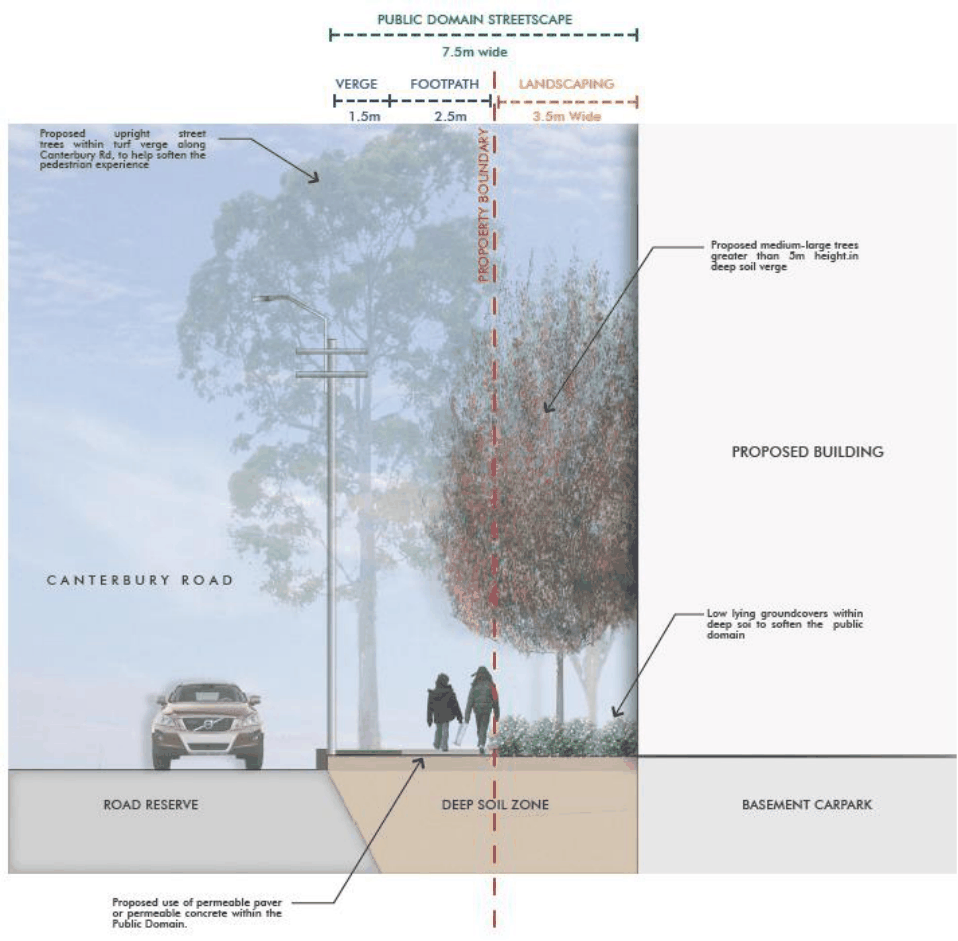 PUBLIC DOMAIN STREETSCAPE
7.5m wide
VERGE FOOTPATH LANDSCAPING
1.5m 2.5m 3.5m Wide
Proposed upright street
trees within turf verge along
Canterbury Rd, to help soften the
pedestrian experience
PROPOERTY BOUNDARY
Proposed medium-large trees
greater than 5m height.in
deep soil verge
PROPOSED BUILDING
CANTERBURY ROAD
Low lying groundcovers within
deep soi to soften the public
domain
ROAD RESERVE
DEEP SOIL ZONE
BASEMENT CARPARK
Proposed use of permeable paver
or permeable concrete within the
Public Domain.